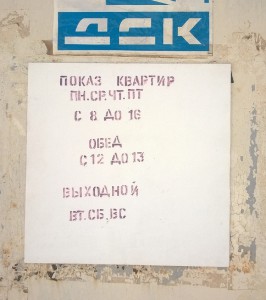 ДСК
ПОКАЗ КВАРТИР
ПН.СР.ЧТ.ПТ
С 8 ДО 16
ОБЕД
С 12 ДО 13
ВЫХОДНОЙ
ВТ.СБ,ВС